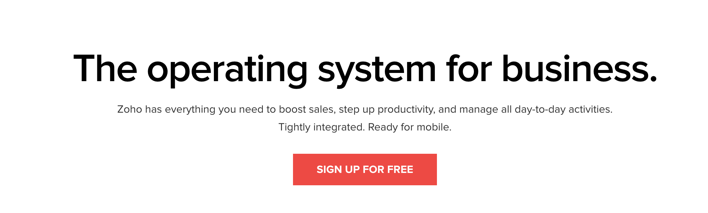 The operating system for business.
Zoho has everything you need to boost sales, step up productivity, and manage all day-to-day activities.
Tightly integrated. Ready for mobile.
SIGN UP FOR FREE